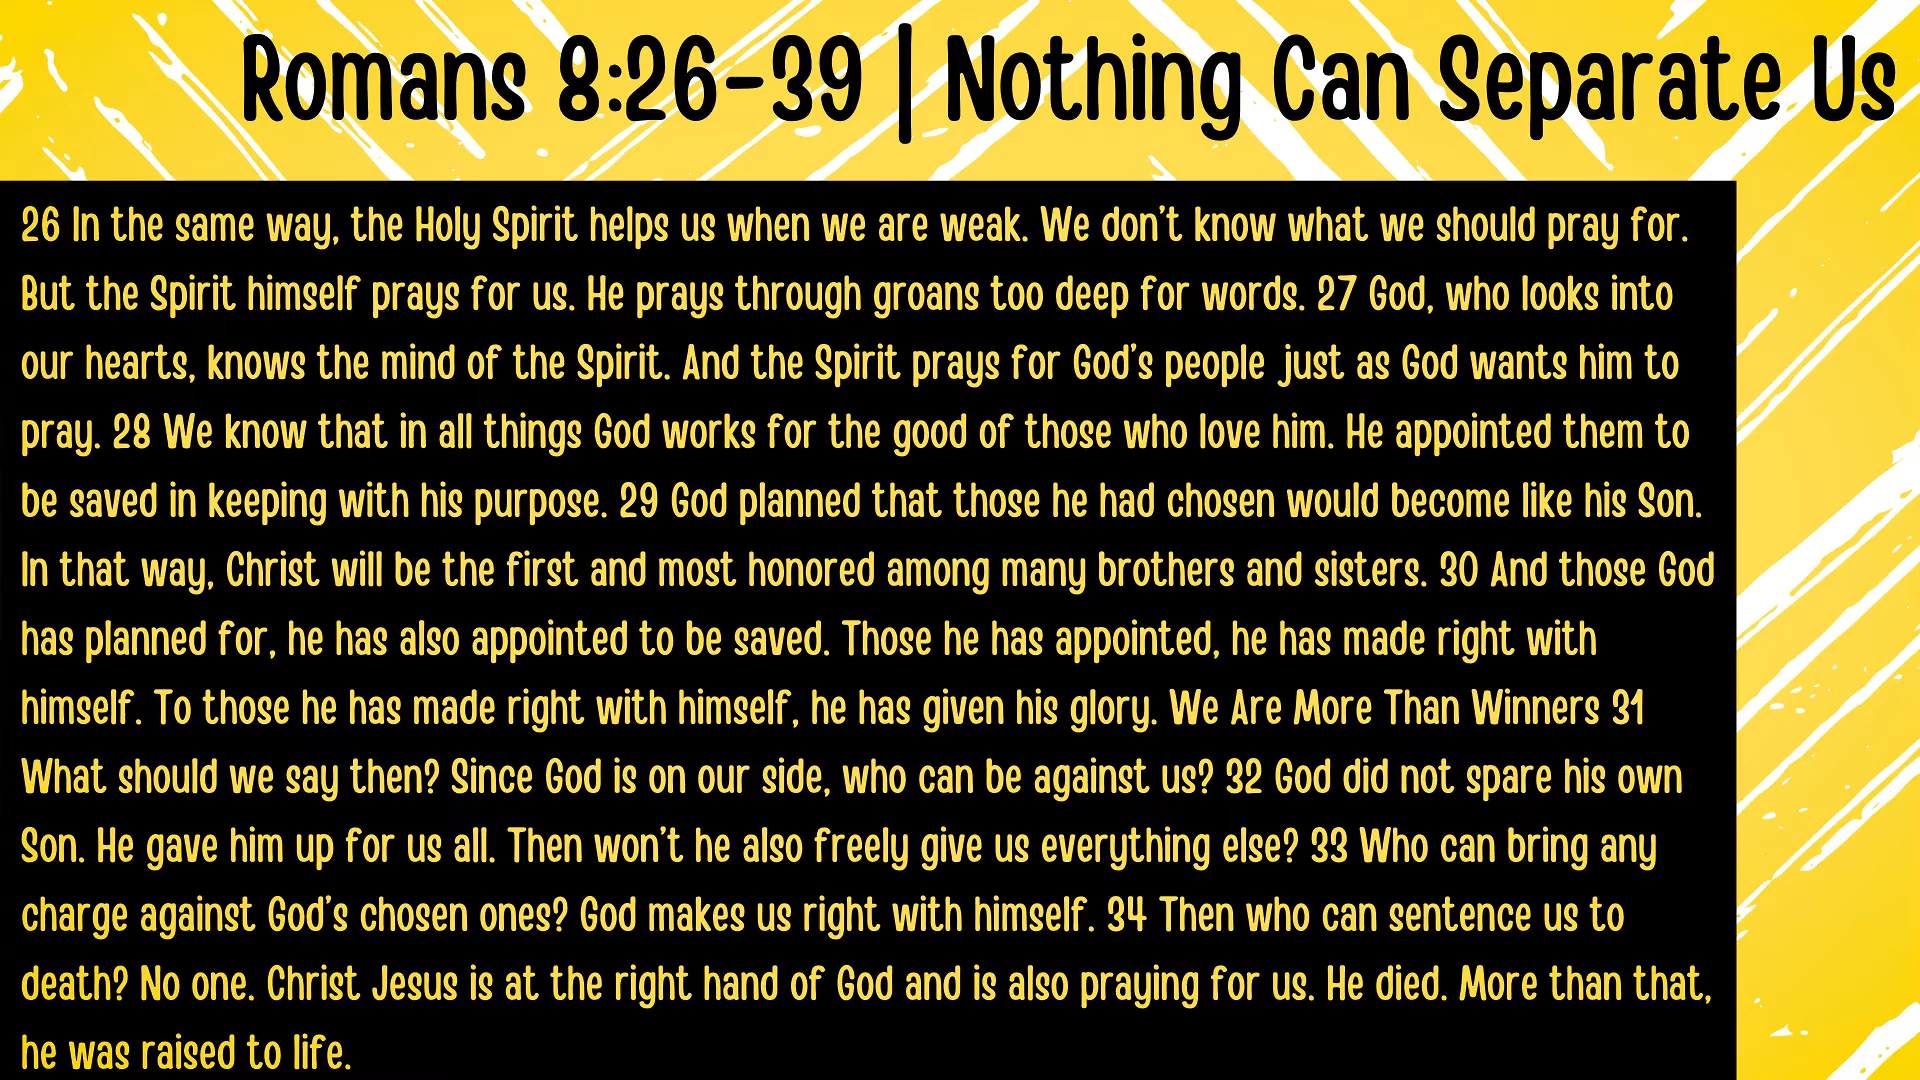 Romans 8:26-39 | Nothing Can Separate Us
26 In the same way, the Holy Spirit helps us when we are weak. We don't know what we should pray for.
But the Spirit himself prays for us. He prays through groans too deep for words. 27 God, who looks into
our hearts, knows the mind of the Spirit. And the Spirit prays for God's people just as God wants him to
pray. 28 We know that in all things God works for the good of those who love him. He appointed them to
be saved in keeping with his purpose. 29 God planned that those he had chosen would become like his Son.
In that way, Christ will be the first and most honored among many brothers and sisters. 30 And those God
has planned for, he has also appointed to be saved. Those he has appointed, he has made right with
himself. To those he has made right with himself, he has given his glory. We Are More Than Winners 31
What should we say then? Since God is on our side, who can be against us? 32 God did not spare his own
Son. He gave him up for us all. Then won't he also freely give us everything else? 33 Who can bring any
charge against God's chosen ones? God makes us right with himself. 34 Then who can sentence us to
death? No one. Christ Jesus is at the right hand of God and is also praying for us. He died. More than that,
he was raised to life.